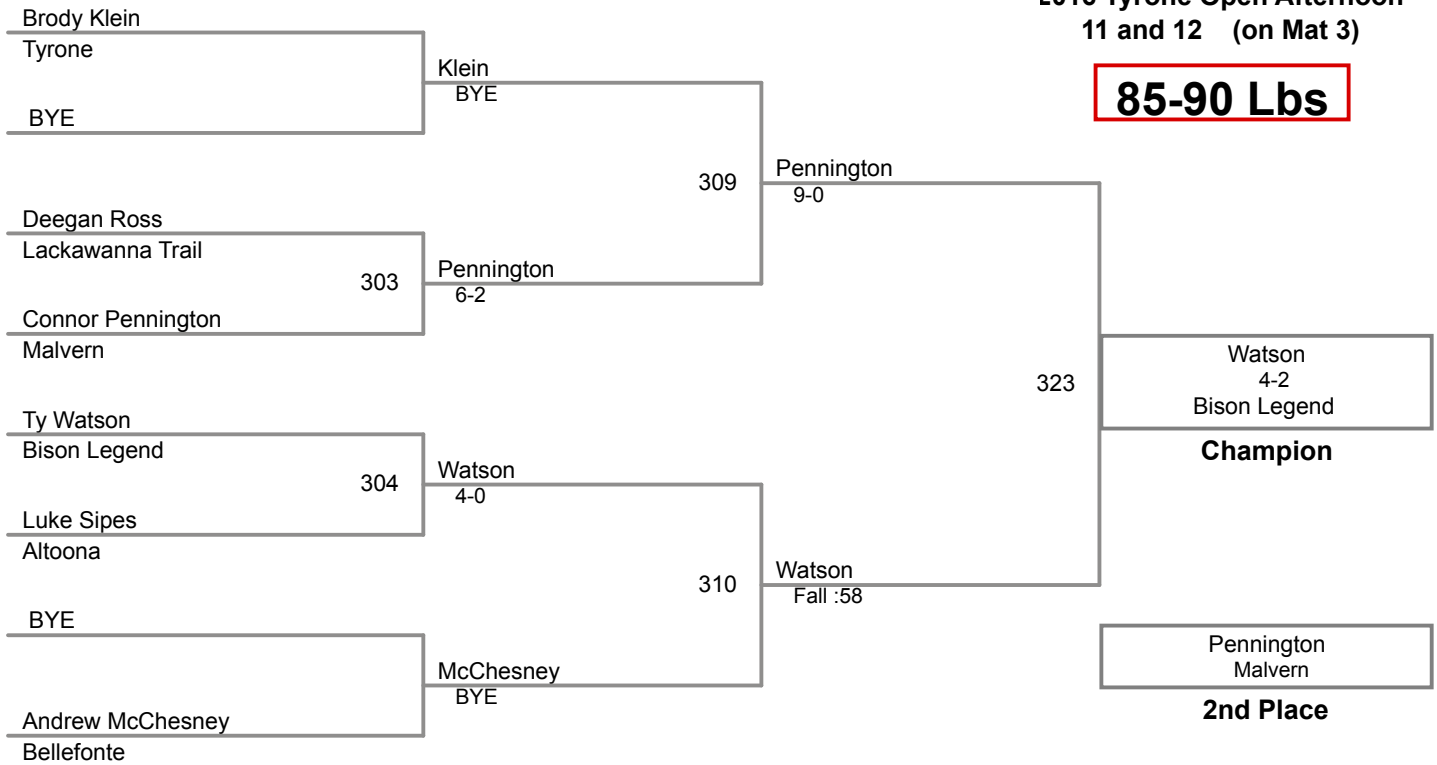 Tyrone Open Afternoon
11 and 12 (on Mat 3)
85-90 Lbs
Brody Klein
Tyrone
BYE
Deegan Ross
Lackawanna Trail
303
Connor Pennington
Malvern
Ty Watson
Bison Legend
304
Luke Sipes
Altoona
BYE
Andrew McChesney
Bellefonte
Klein
BYE
309
Pennington
6-2
Watson
4-0
310
McChesney
BYE
Pennington
9-0
323
Watson
Fall :58
Watson
4-2
Bison Legend
Champion
Pennington
Malvern
2nd Place